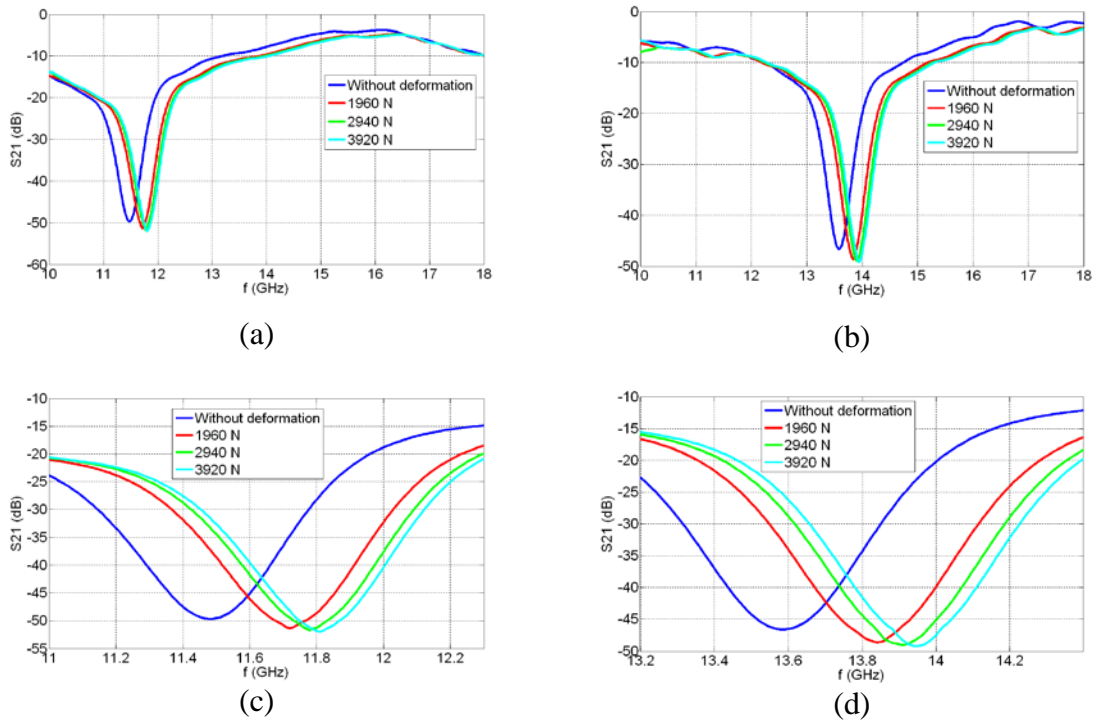 0
-10
-20
-30
-40
-50
-60
S21 (dB)
10 11 12 13 14 15 16 17 18
f (GHz)
Without deformation
1960 N
2940 N
3920 N
(a)
0
-10
-20
-30
-40
-50
S21 (dB)
10 11 12 13 14 15 16 17 18
f (GHz)
Without deformation
1960 N
2940 N
3920 N
(b)
-10
-15
-20
-25
-30
-35
-40
-45
-50
-55
S21 (dB)
11 11.2 11.4 11.6 11.8 12 12.2
f (GHz)
Without deformation
1960 N
2940 N
3920 N
(c)
-10
-15
-20
-25
-30
-35
-40
-45
-50
S21 (dB)
13.2 13.4 13.6 13.8 14 14.2
f (GHz)
Without deformation
1960 N
2940 N
3920 N
(d)